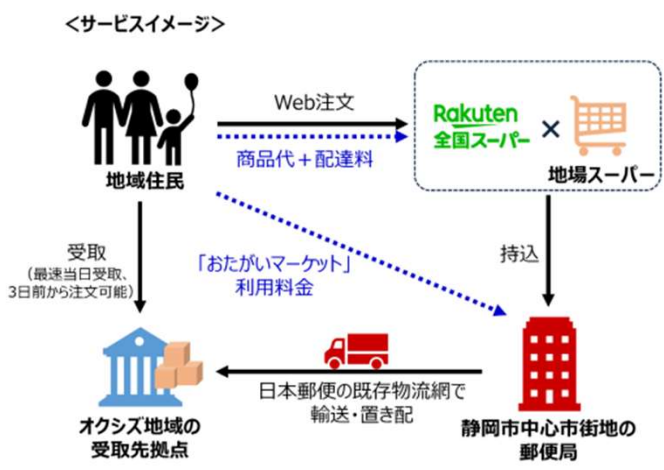 <サービスイメージ>
Web注文
商品代＋配達料
Rakuten
全国スーパー
×
地場スーパー
地域住民
受取
（最速当日受取、
3日前から注文可能）
「おたがいマーケット」
利用料金
持込
日本郵便の既存物流網で
輸送・置き配
オクシズ地域の
受取先拠点
静岡市中心市街地の
郵便局